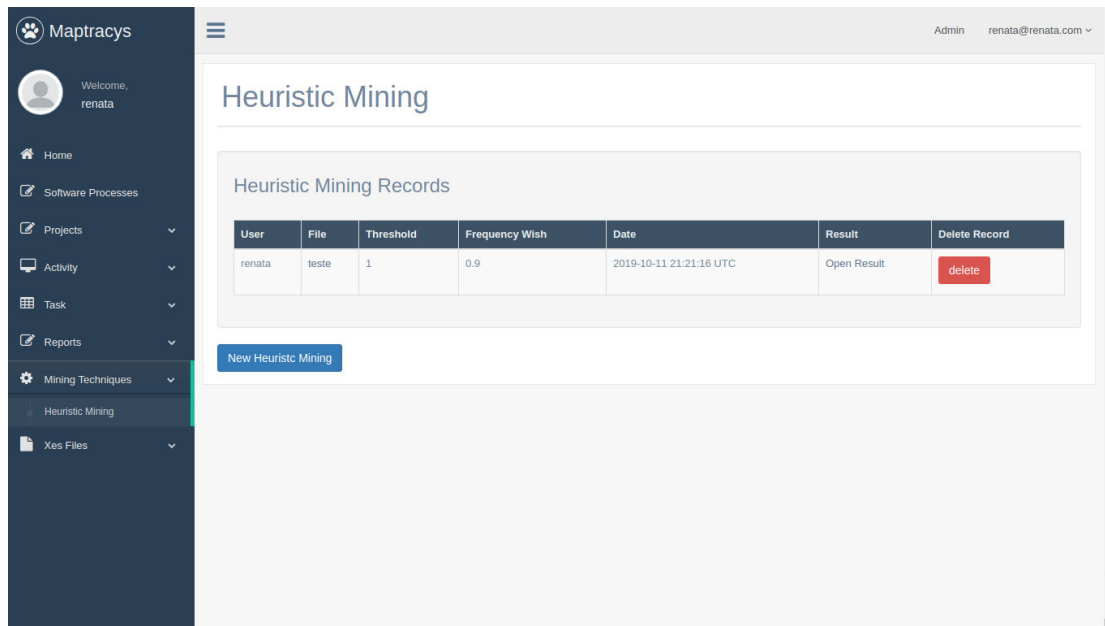 Maptracys
Admin renata@renata.com
Welcome,
renata
Home
Software Processes
Projects
Activity
Task
Reports
Mining Techniques
Heuristic Mining
Xes Files
Heuristic Mining
Heuristic Mining Records
User File Threshold Frequency Wish Date Result Delete Record
renata teste 1 0.9 2019-10-11 21:21:16 UTC Open Result delete
New Heuristc Mining